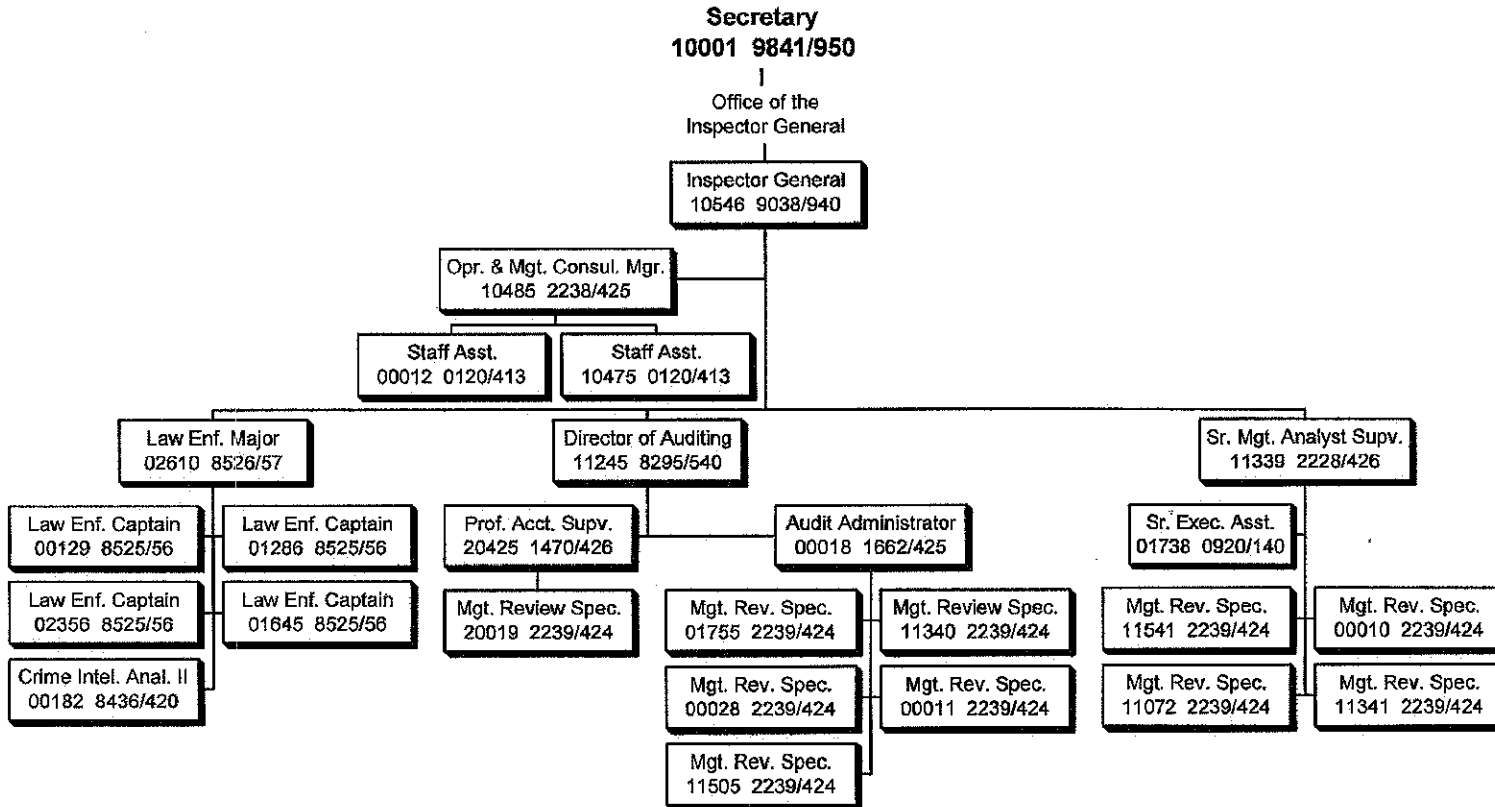 Secretary
10001 9841/950
Office of the
Inspector General
Inspector General
10546 9038/940
Opr. & Mgt. Consul. Mgr.
10485 2238/425
Staff Asst.
00012 0120/413
Staff Asst.
10475 0120/413
Law Enf. Major
02610 8526/57
Director of Auditing
11245 8295/540
Sr. Mgt. Analyst Supv.
11339 2228/426
Law Enf. Captain
00129 8525/56
Law Enf. Captain
01286 8525/56
Law Enf. Captain
02356 8525/56
Law Enf. Captain
01645 8525/56
Crime Intel. Anal. II
00182 8436/420
Prof. Acct. Supv.
20425 1470/426
Mgt. Review Spec.
20019 2239/424
Audit Administrator
00018 1662/425
Mgt. Rev. Spec.
01755 2239/424
Mgt. Review Spec.
11340 2239/424
Mgt. Rev. Spec.
00028 2239/424
Mgt. Rev. Spec.
00011 2239/424
Mgt. Rev. Spec.
11505 2239/424
Sr. Exec. Asst.
01738 0920/140
Mgt. Rev. Spec.
11541 2239/424
Mgt. Rev. Spec.
00010 2239/424
Mgt. Rev. Spec.
11072 2239/424
Mgt. Rev. Spec.
11341 2239/424